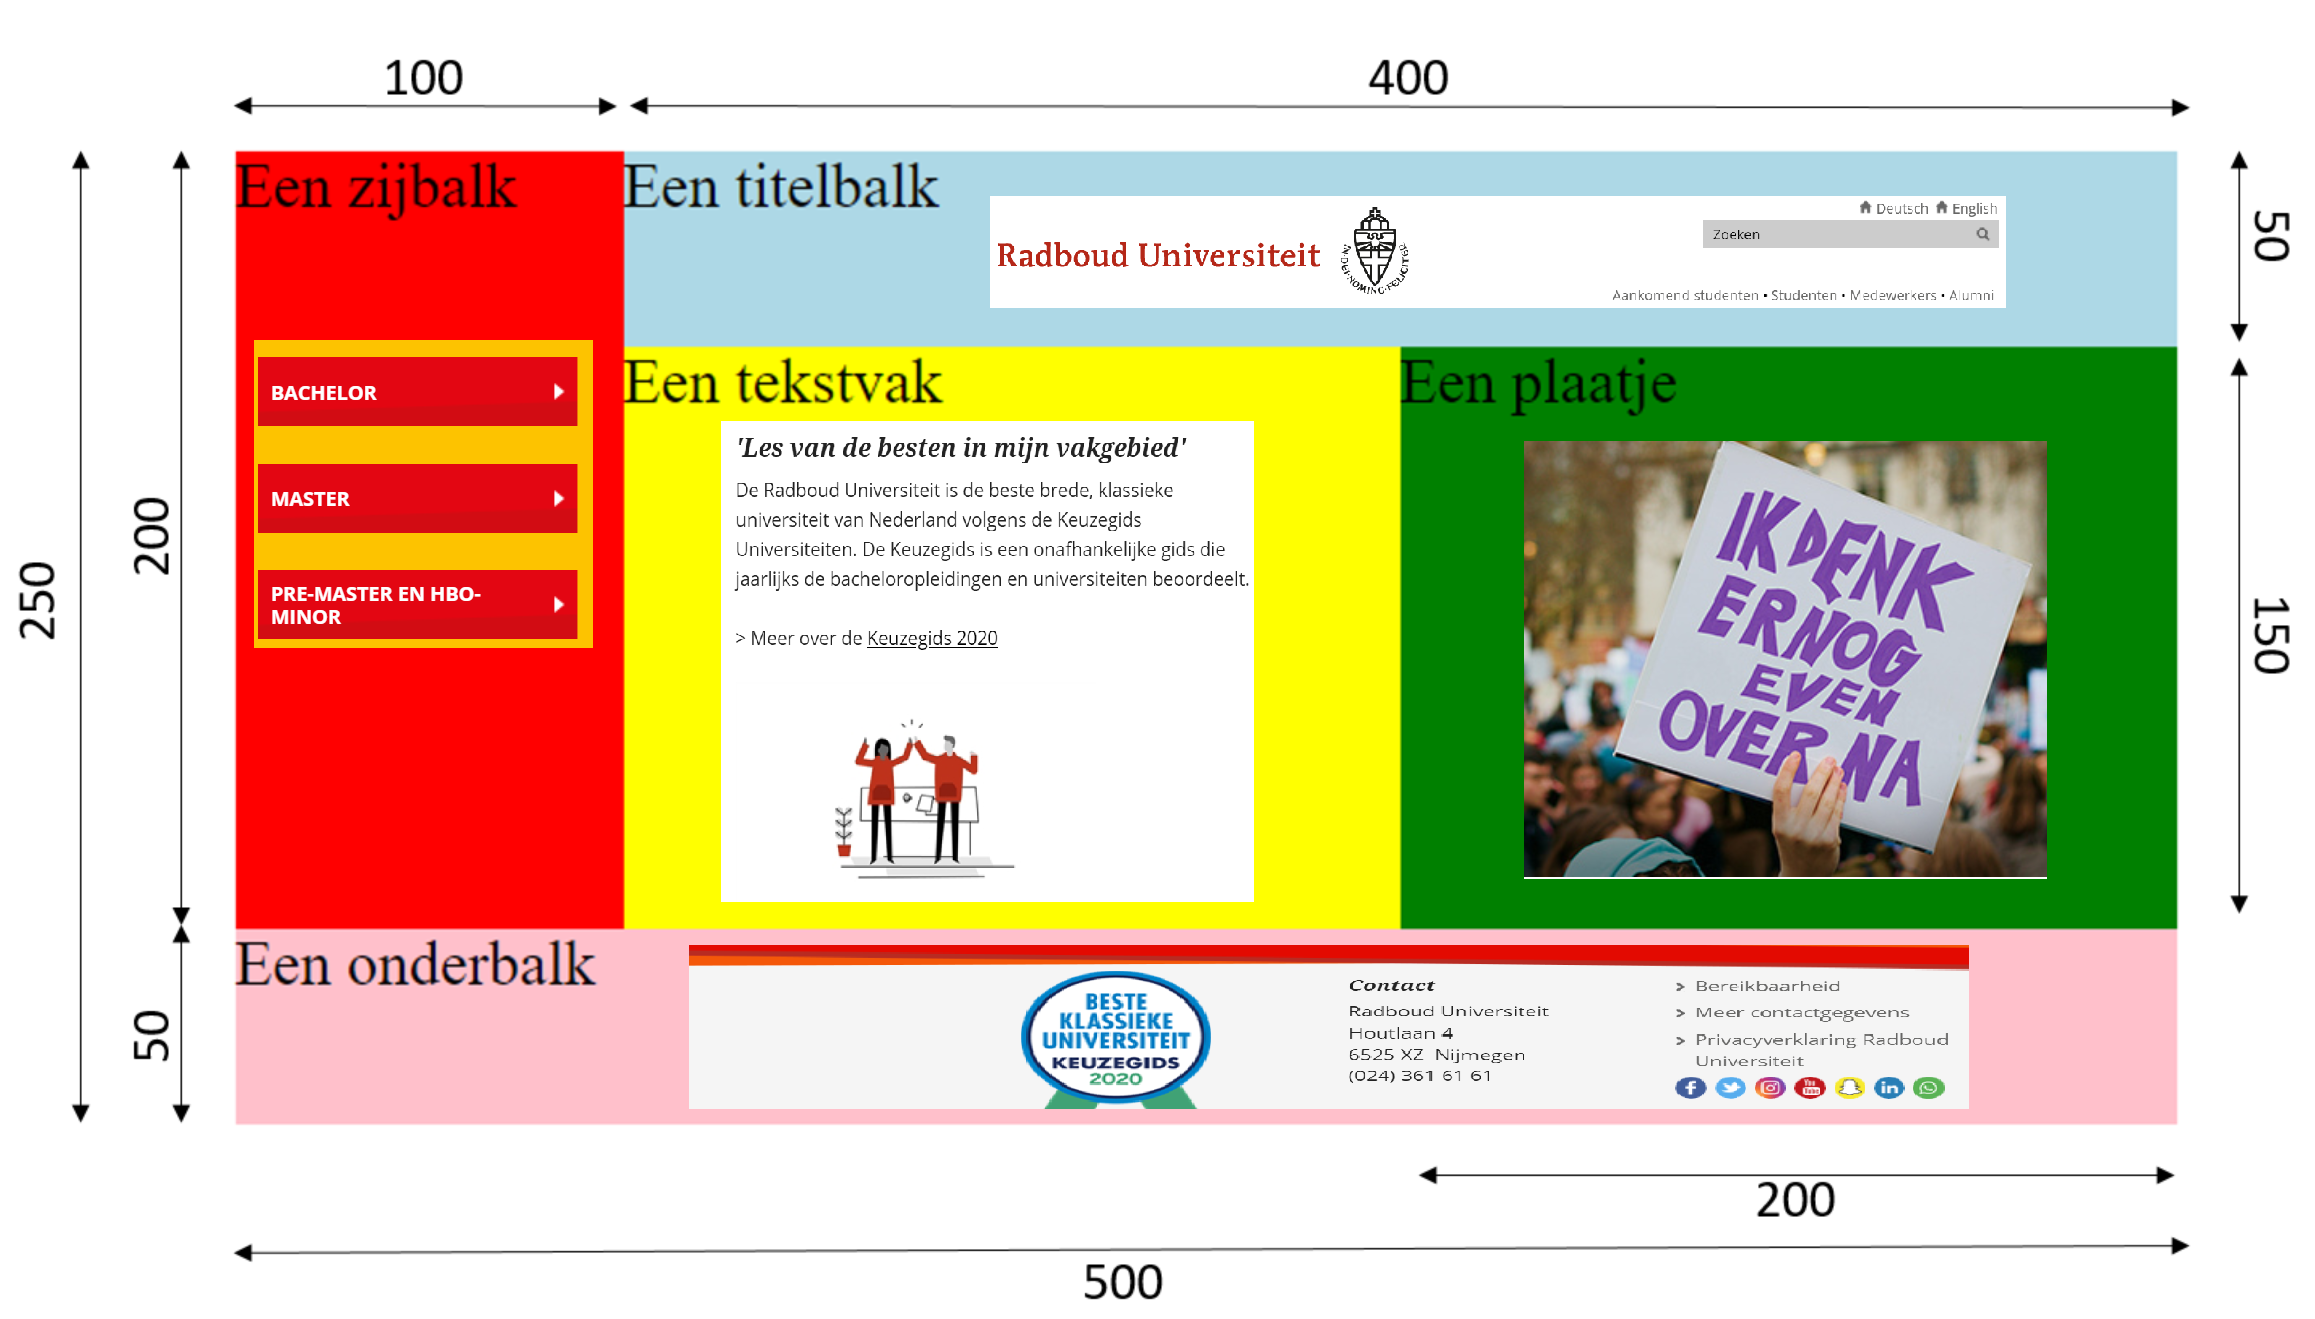 100
400
250
200
50
50
150
200
500
Een zijbalk
BACHELOR
MASTER
PRE-MASTER EN HBO-
MINOR
Een titelbalk
Radboud Universiteit
IN·DEI·NOMINE·FELICITER
Deutsch English
Zoeken
Aankomend studenten • Studenten • Medewerkers • Alumni
Een tekstvak
'Les van de besten in mijn vakgebied'
De Radboud Universiteit is de beste brede, klassieke
universiteit van Nederland volgens de Keuzegids
Universiteiten. De Keuzegids is een onafhankelijke gids die
jaarlijks de bacheloropleidingen en universiteiten beoordeelt.
> Meer over de Keuzegids 2020
Een plaatje
IK DENK
ER NOG
EVEN
OVER NA
Een onderbalk
BESTE
KLASSIEKE
UNIVERSITEIT
KEUZEGIDS
2020
Contact
Radboud Universiteit
Houtlaan 4
6525 XZ Nijmegen
(024) 361 61 61
> Bereikbaarheid
> Meer contactgegevens
> Privacyverklaring Radboud
Universiteit
You
Tube
in